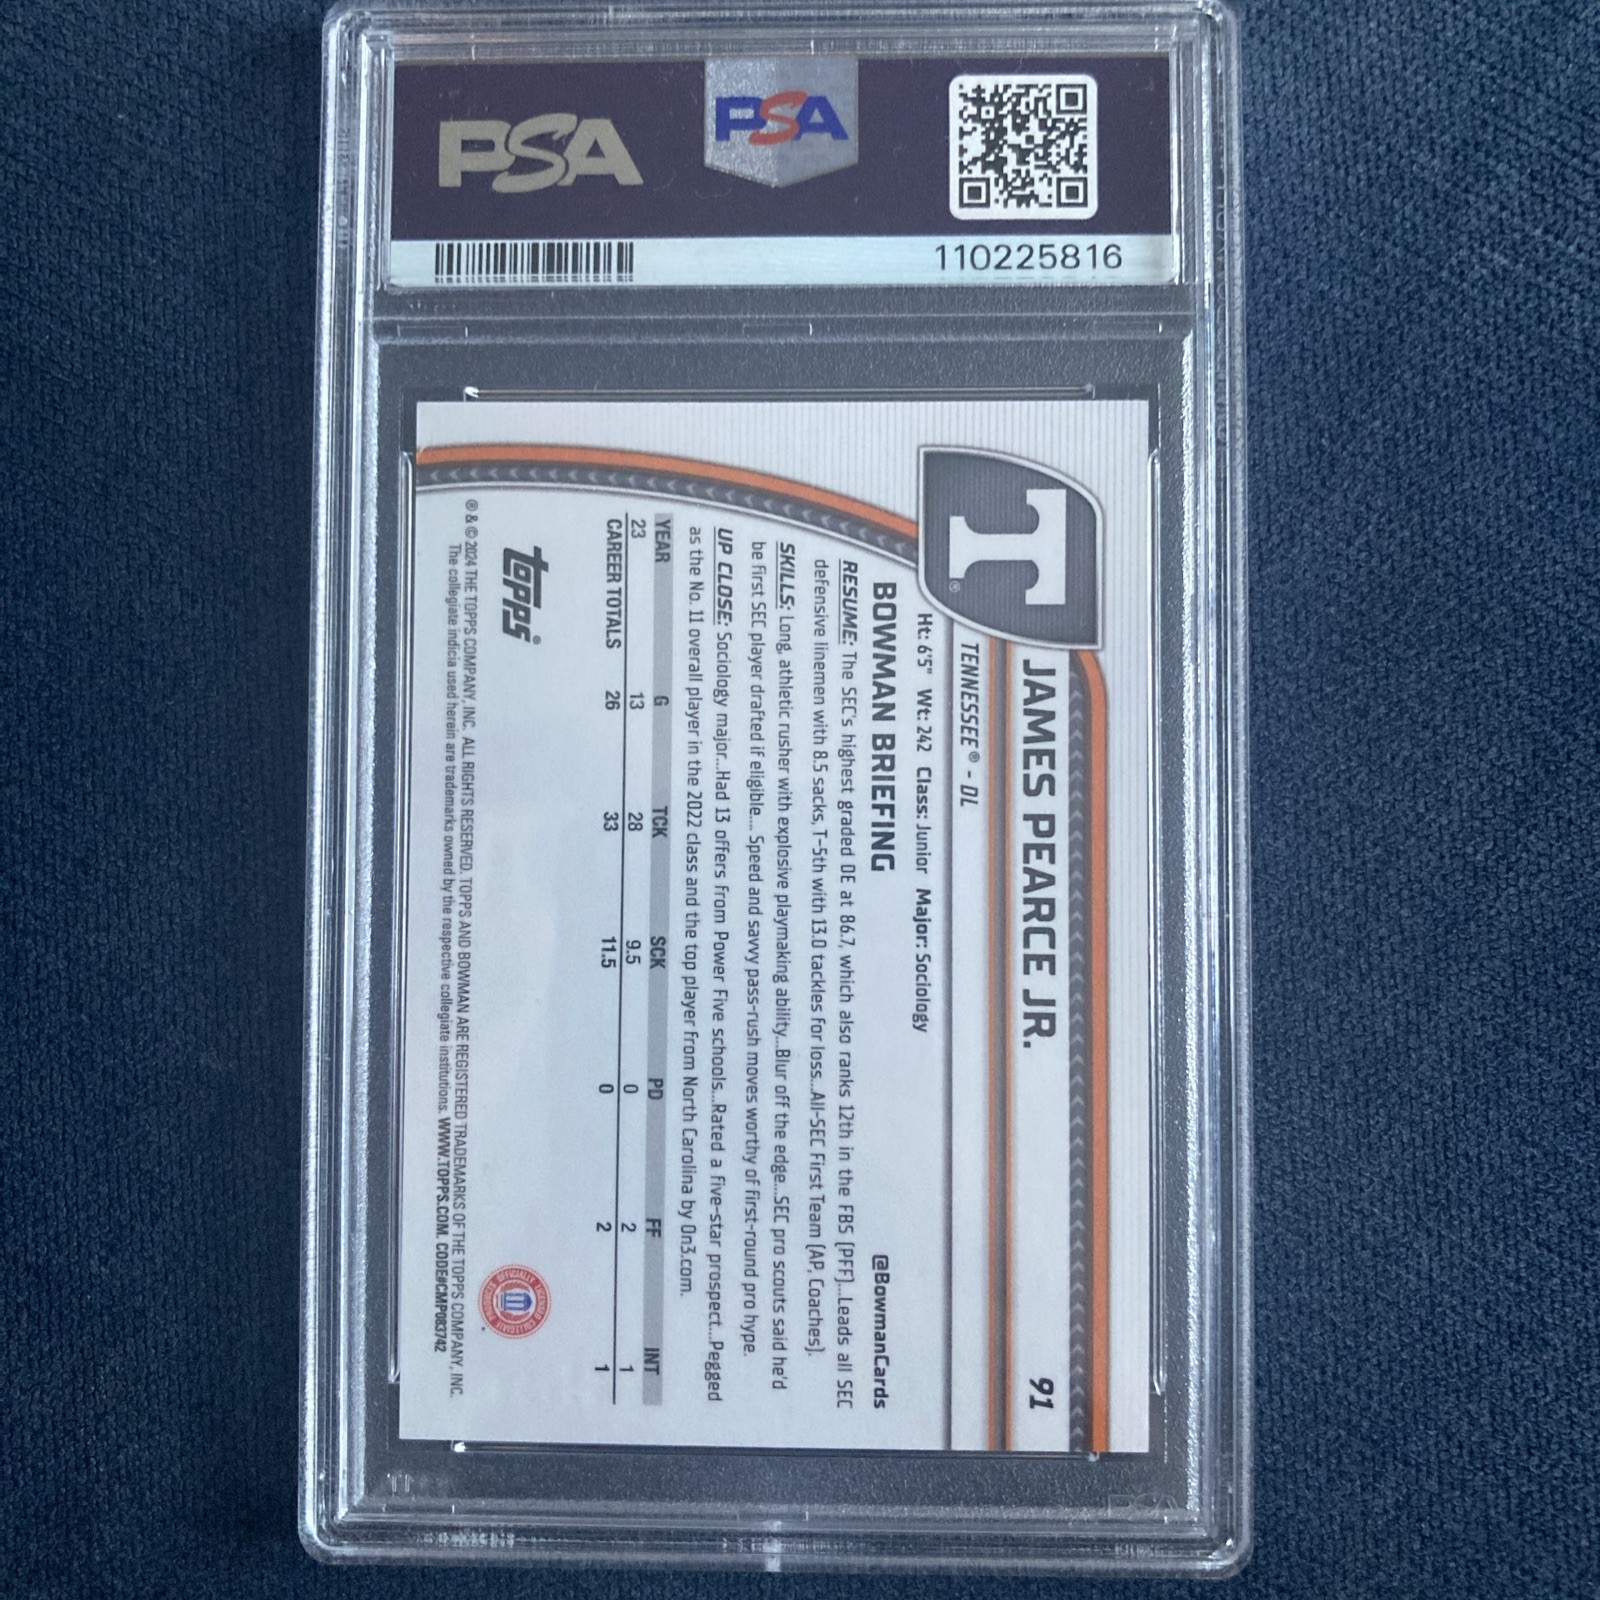 PSA
PSA
110225816
T®
JAMES PEARCE JR.
91
TENNESSEE® - DL
Ht: 6'5" Wt: 242 Class: Junior Major: Sociology
BOWMAN BRIEFING
@BowmanCards
RESUME: The SEC's highest graded DE at 86.7, which also ranks 12th in the FBS (PFF)...Leads all SEC
defensive linemen with 8.5 sacks, T-5th with 13.0 tackles for loss...All-SEC First Team (AP, Coaches).
SKILLS: Long, athletic rusher with explosive playmaking ability...Blur off the edge...SEC pro scouts said he'd
be first SEC player drafted if eligible.... Speed and savvy pass-rush moves worthy of first-round pro hype.
UP CLOSE: Sociology major...Had 13 offers from Power Five schools...Rated a five-star prospect....Pegged
as the No. 11 overall player in the 2022 class and the top player from North Carolina by On3.com.
YEAR G TCK SCK PD FF INT
23 13 28 9.5 0 2 1
CAREER TOTALS 26 33 11.5 0 2 1
topps®
OFFICIALLY LICENSED COLLEGIATE PRODUCTS
® & © 2024 THE TOPPS COMPANY, INC. ALL RIGHTS RESERVED. TOPPS AND BOWMAN ARE REGISTERED TRADEMARKS OF THE TOPPS COMPANY, INC.
The collegiate indicia used herein are trademarks owned by the respective collegiate institutions. WWW.TOPPS.COM. CODE#CMP083742